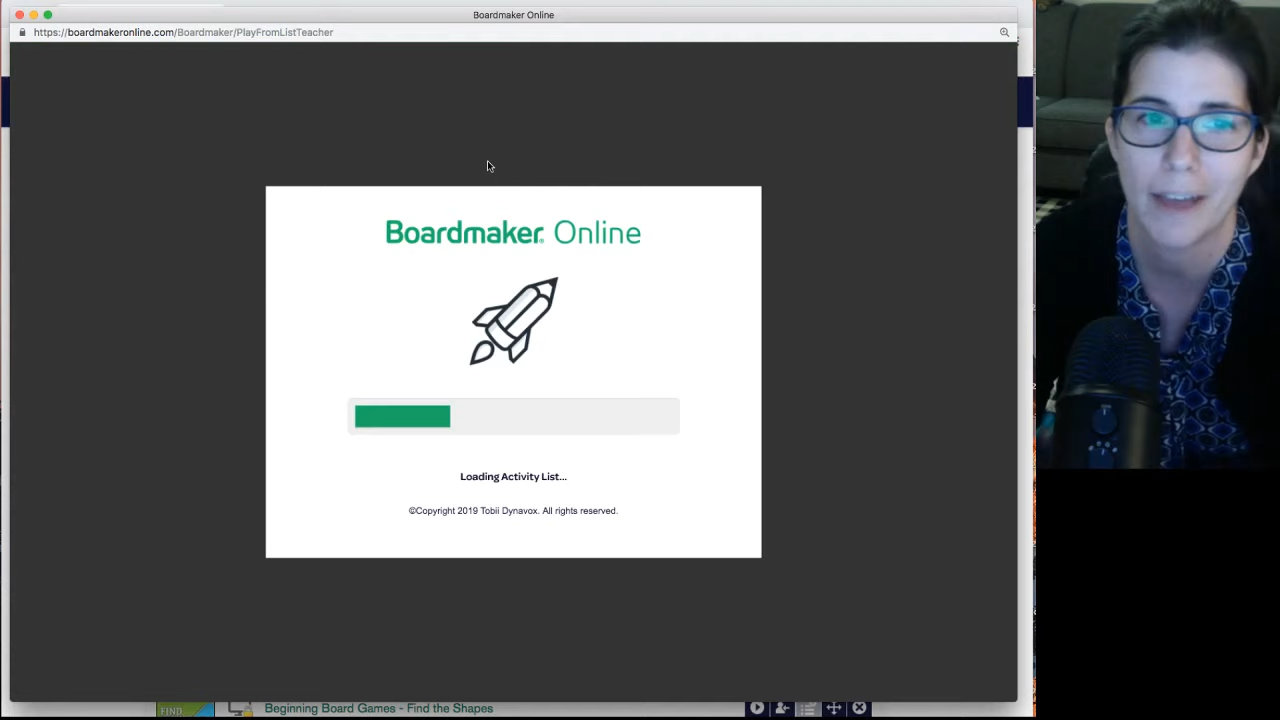 Boardmaker Online
https://boardmakeronline.com/Boardmaker/PlayFromListTeacher
Boardmaker® Online
Loading Activity List...
©Copyright 2019 Tobii Dynavox. All rights reserved.
FIND
Beginning Board Games - Find the Shapes